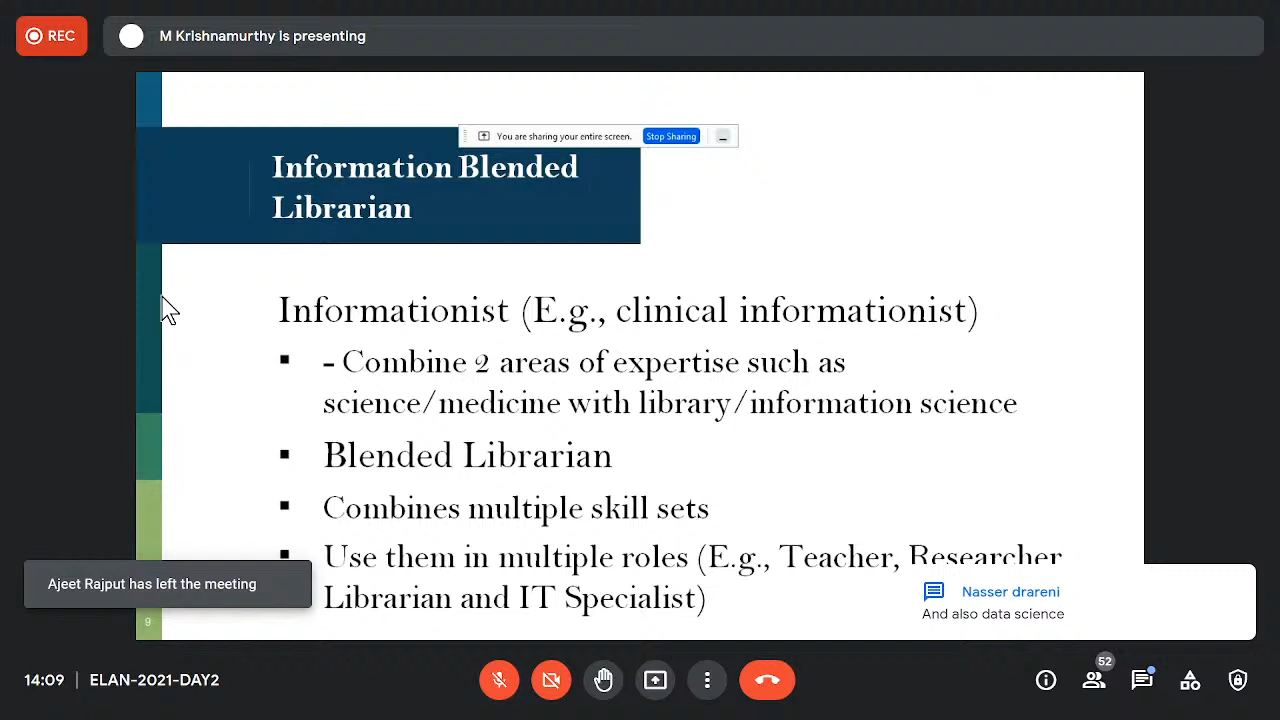 REC
M Krishnamurthy is presenting
You are sharing your entire screen.
Stop Sharing
Information Blended
Librarian
Informationist (E.g., clinical informationist)
- Combine 2 areas of expertise such as
science/medicine with library/information science
Blended Librarian
Combines multiple skill sets
Use them in multiple roles (E.g., Teacher, Researcher
Librarian and IT Specialist)
Ajeet Rajput has left the meeting
Nasser drareni
And also data science
9
14:09 | ELAN-2021-DAY2
52